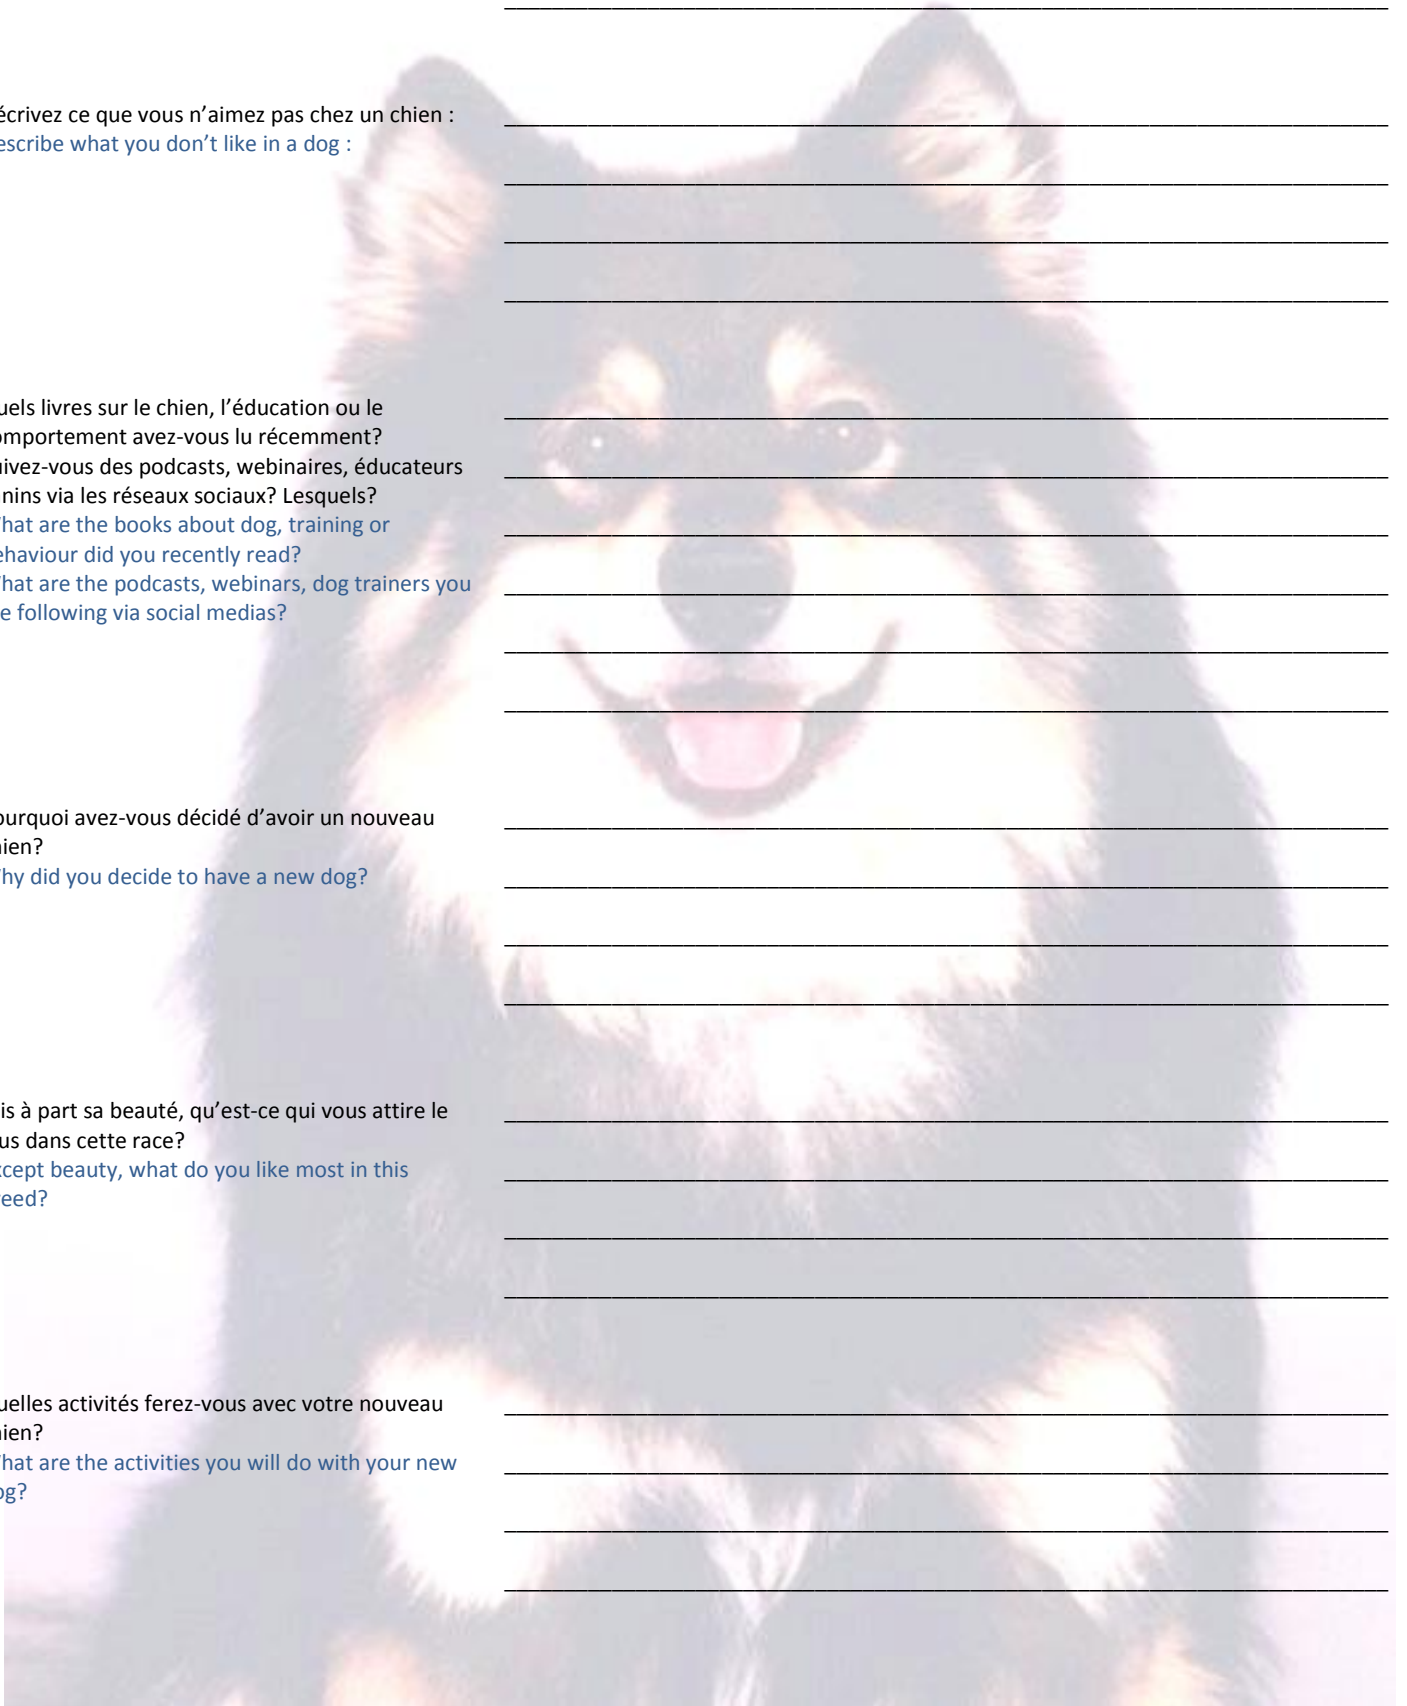 écrivez ce que vous n’aimez pas chez un chien :
escribe what you don’t like in a dog :
uels livres sur le chien, l’éducation ou le
omportement avez-vous lu récemment?
uivez-vous des podcasts, webinaires, éducateurs
nins via les réseaux sociaux? Lesquels?
hat are the books about dog, training or
ehaviour did you recently read?
hat are the podcasts, webinars, dog trainers you
e following via social medias?
ourquoi avez-vous décidé d’avoir un nouveau
ien?
hy did you decide to have a new dog?
is à part sa beauté, qu’est-ce qui vous attire le
us dans cette race?
cept beauty, what do you like most in this
eed?
uelles activités ferez-vous avec votre nouveau
ien?
hat are the activities you will do with your new
og?